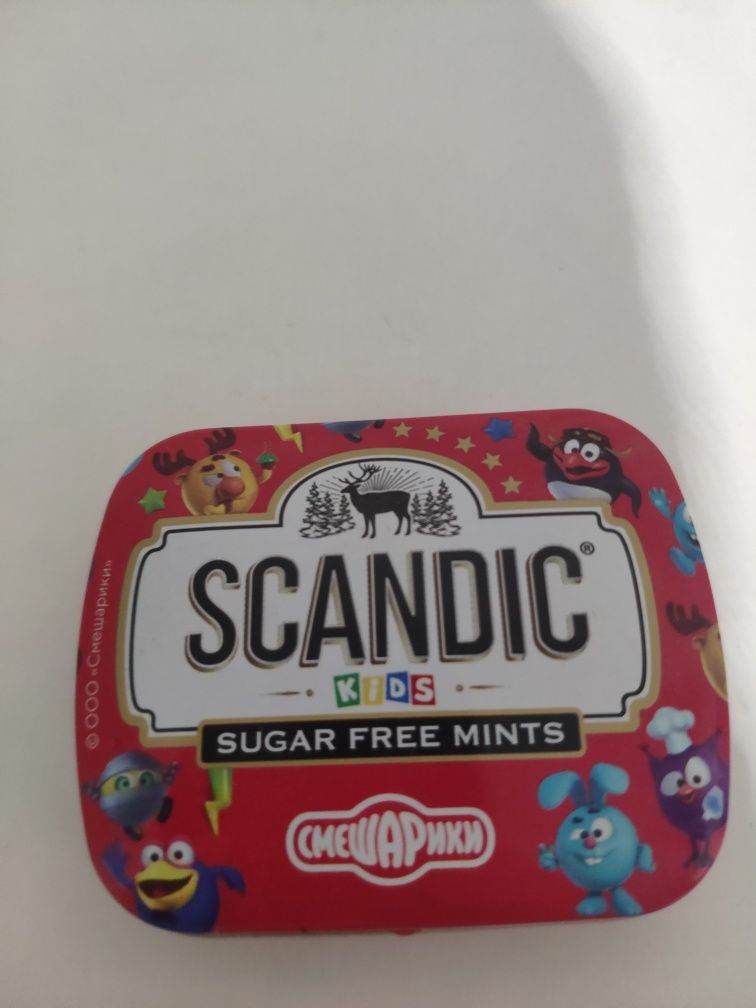 SCANDIC®
KiDS
SUGAR FREE MINTS
СМЕШАРИКИ
© ООО «Смешарики»